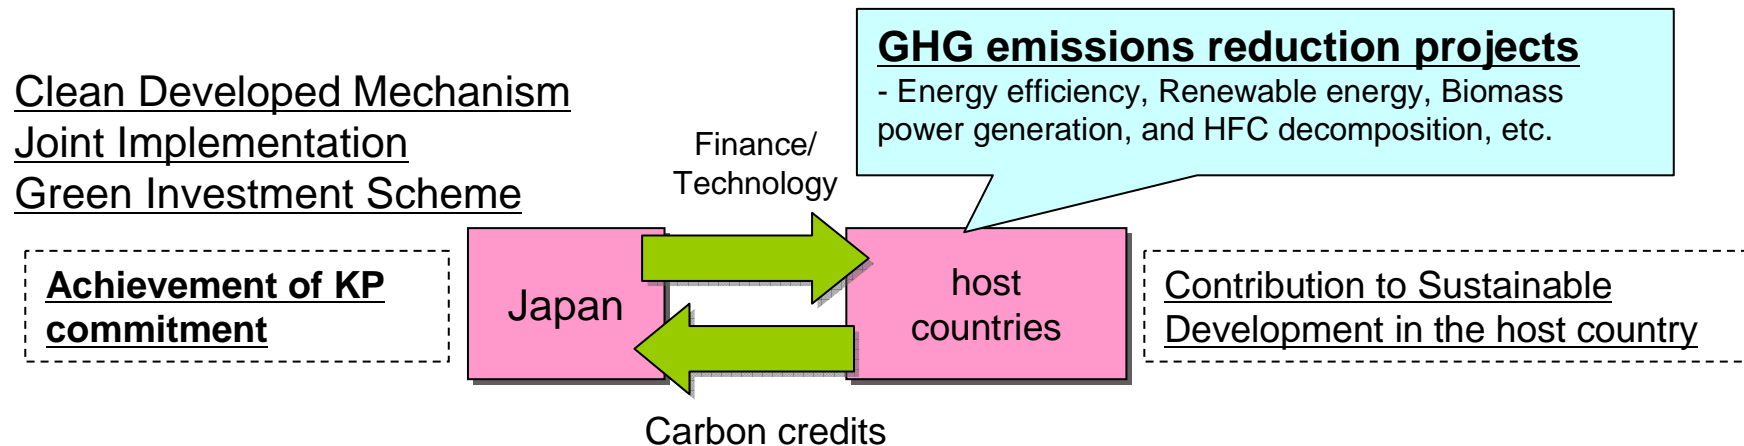 Clean Developed Mechanism
Joint Implementation
Green Investment Scheme
GHG emissions reduction projects
- Energy efficiency, Renewable energy, Biomass
power generation, and HFC decomposition, etc.
Finance/
Technology
Achievement of KP
commitment
Japan
host
countries
Contribution to Sustainable
Development in the host country
Carbon credits